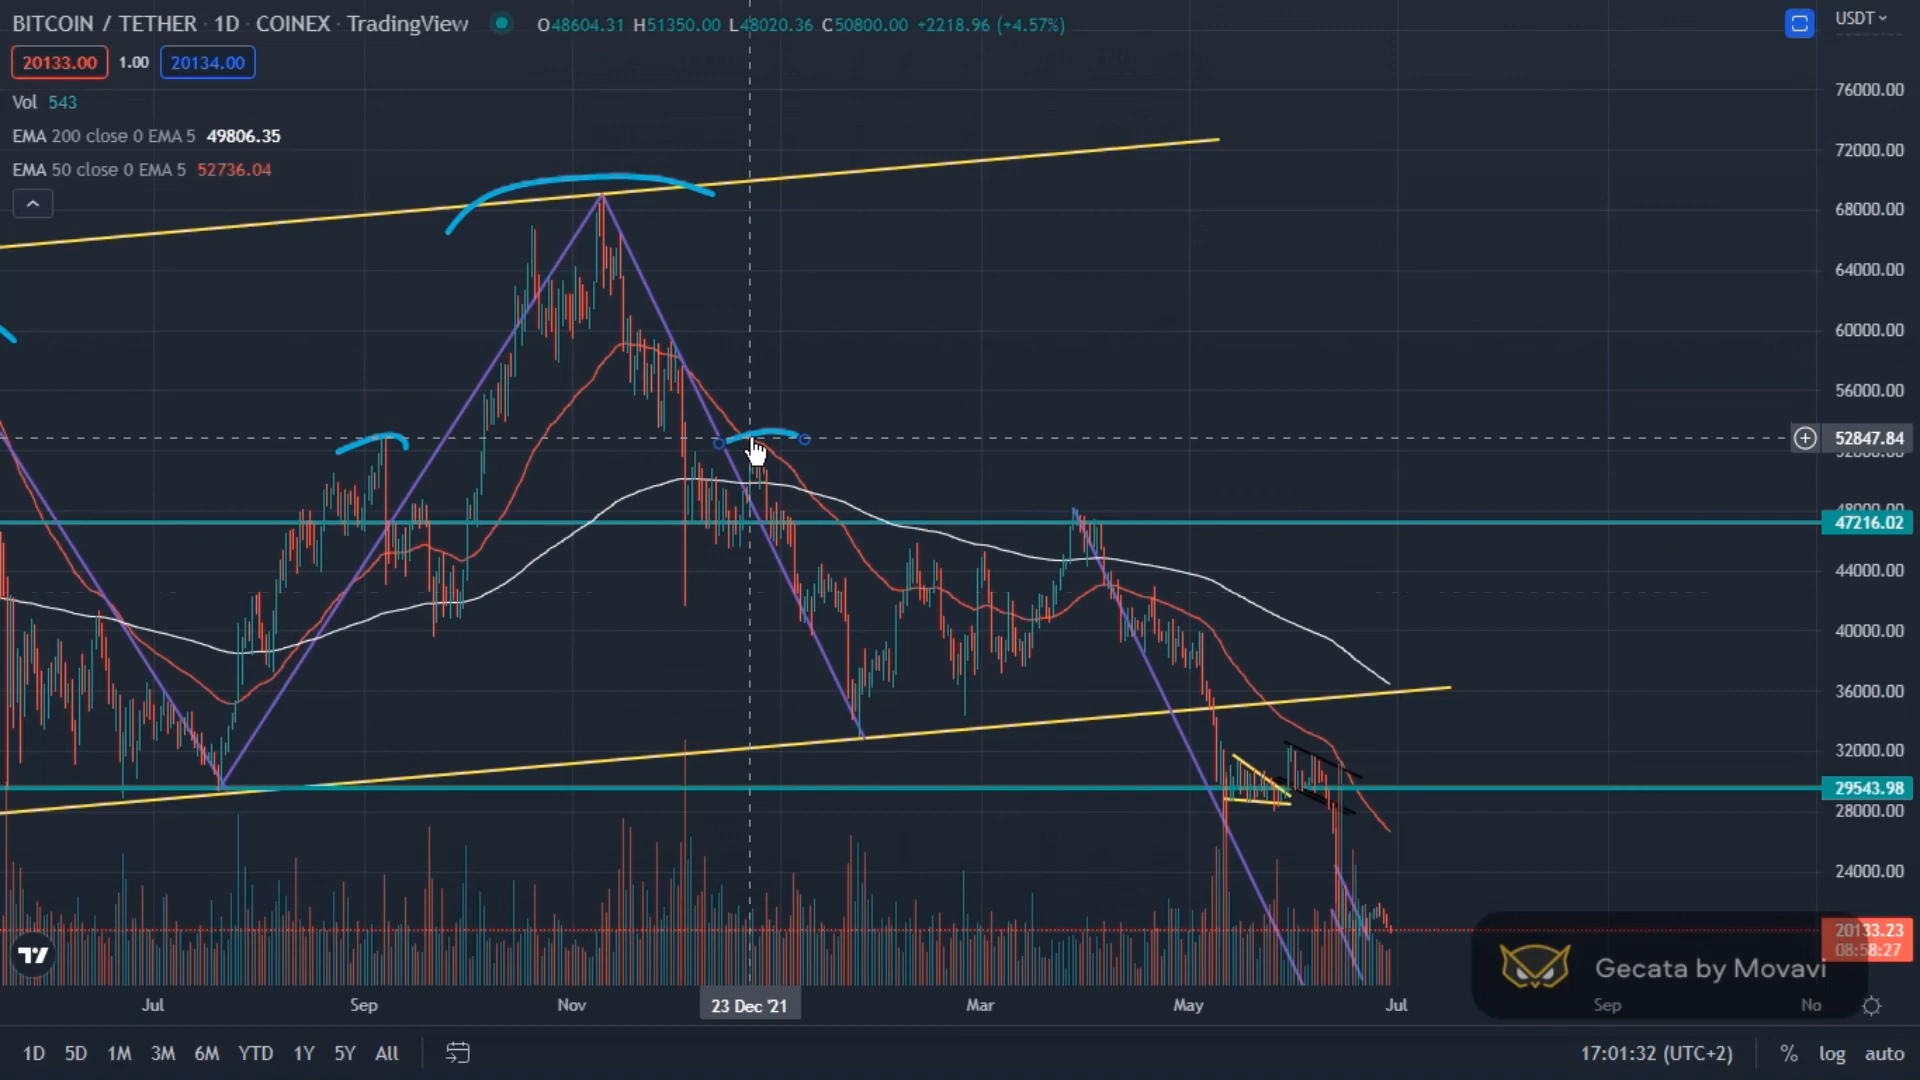 BITCOIN / TETHER · 1D · COINEX · TradingView O48604.31 H51350.00 L48020.36 C50800.00 +2218.96 (+4.57%)
USDT
20133.00 1.00 20134.00
Vol 543
EMA 200 close 0 EMA 5 49806.35
EMA 50 close 0 EMA 5 52736.04
76000.00
72000.00
68000.00
64000.00
60000.00
56000.00
52847.84
48000.00
47216.02
44000.00
40000.00
36000.00
32000.00
29543.98
28000.00
24000.00
20133.23
08:58:27
Gecata by Movavi
Jul Sep Nov 23 Dec '21 Mar May Jul Sep No
1D 5D 1M 3M 6M YTD 1Y 5Y All 17:01:32 (UTC+2) % log auto